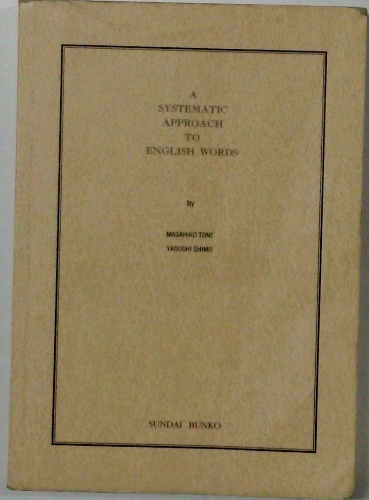 A
SYSTEMATIC
APPROACH
TO
ENGLISH WORDS
by
MASAHIKO TONE
YASUSHI SHIMO
SUNDAI BUNKO